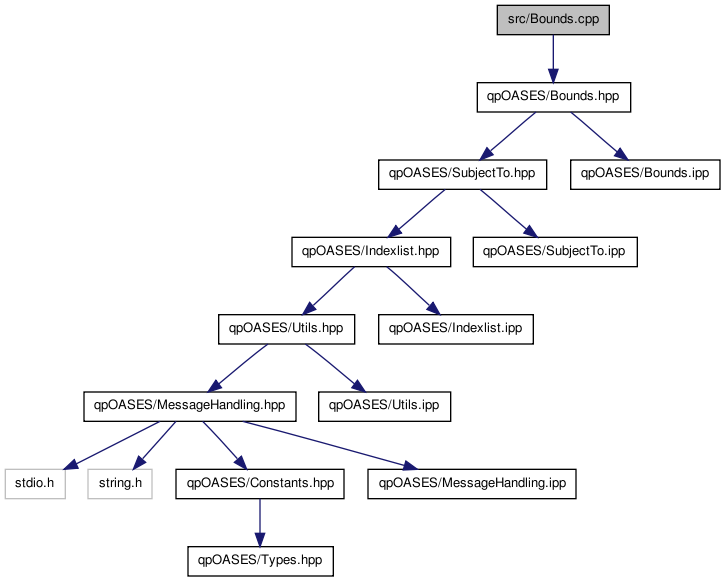 src/Bounds.cpp
qpOASES/Bounds.hpp
qpOASES/SubjectTo.hpp
qpOASES/Bounds.ipp
qpOASES/Indexlist.hpp
qpOASES/SubjectTo.ipp
qpOASES/Utils.hpp
qpOASES/Indexlist.ipp
qpOASES/MessageHandling.hpp
qpOASES/Utils.ipp
stdio.h
string.h
qpOASES/Constants.hpp
qpOASES/MessageHandling.ipp
qpOASES/Types.hpp